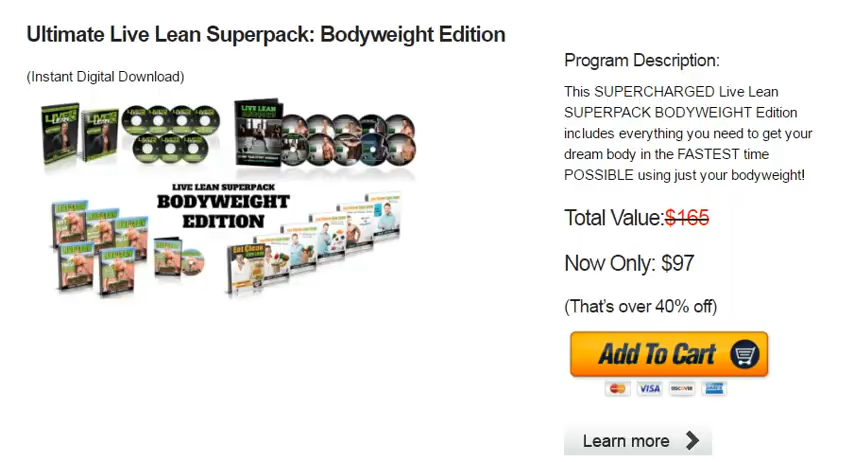 Ultimate Live Lean Superpack: Bodyweight Edition
(Instant Digital Download)
LIVE LEAN
LIVE LEAN SUPERPACK
BODYWEIGHT
EDITION
Eat Clean
Program Description:
This SUPERCHARGED Live Lean
SUPERPACK BODYWEIGHT Edition
includes everything you need to get your
dream body in the FASTEST time
POSSIBLE using just your bodyweight!
Total Value:$165
Now Only: $97
(That's over 40% off)
Add To Cart
VISA
DISCOVER
Learn more